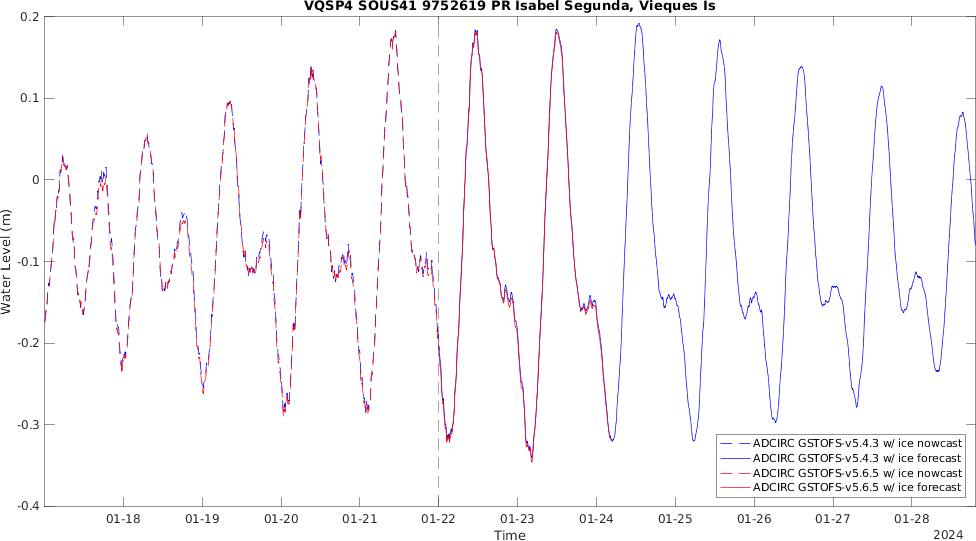 VQSP4 SOUS41 9752619 PR Isabel Segunda, Vieques Is
0.2
0.1
0
-0.1
-0.2
-0.3
-0.4
Water Level (m)
ADCIRC GSTOFS-v5.4.3 w/ ice nowcast
ADCIRC GSTOFS-v5.4.3 w/ ice forecast
ADCIRC GSTOFS-v5.6.5 w/ ice nowcast
ADCIRC GSTOFS-v5.6.5 w/ ice forecast
01-18 01-19 01-20 01-21 01-22 01-23 01-24 01-25 01-26 01-27 01-28
Time
2024